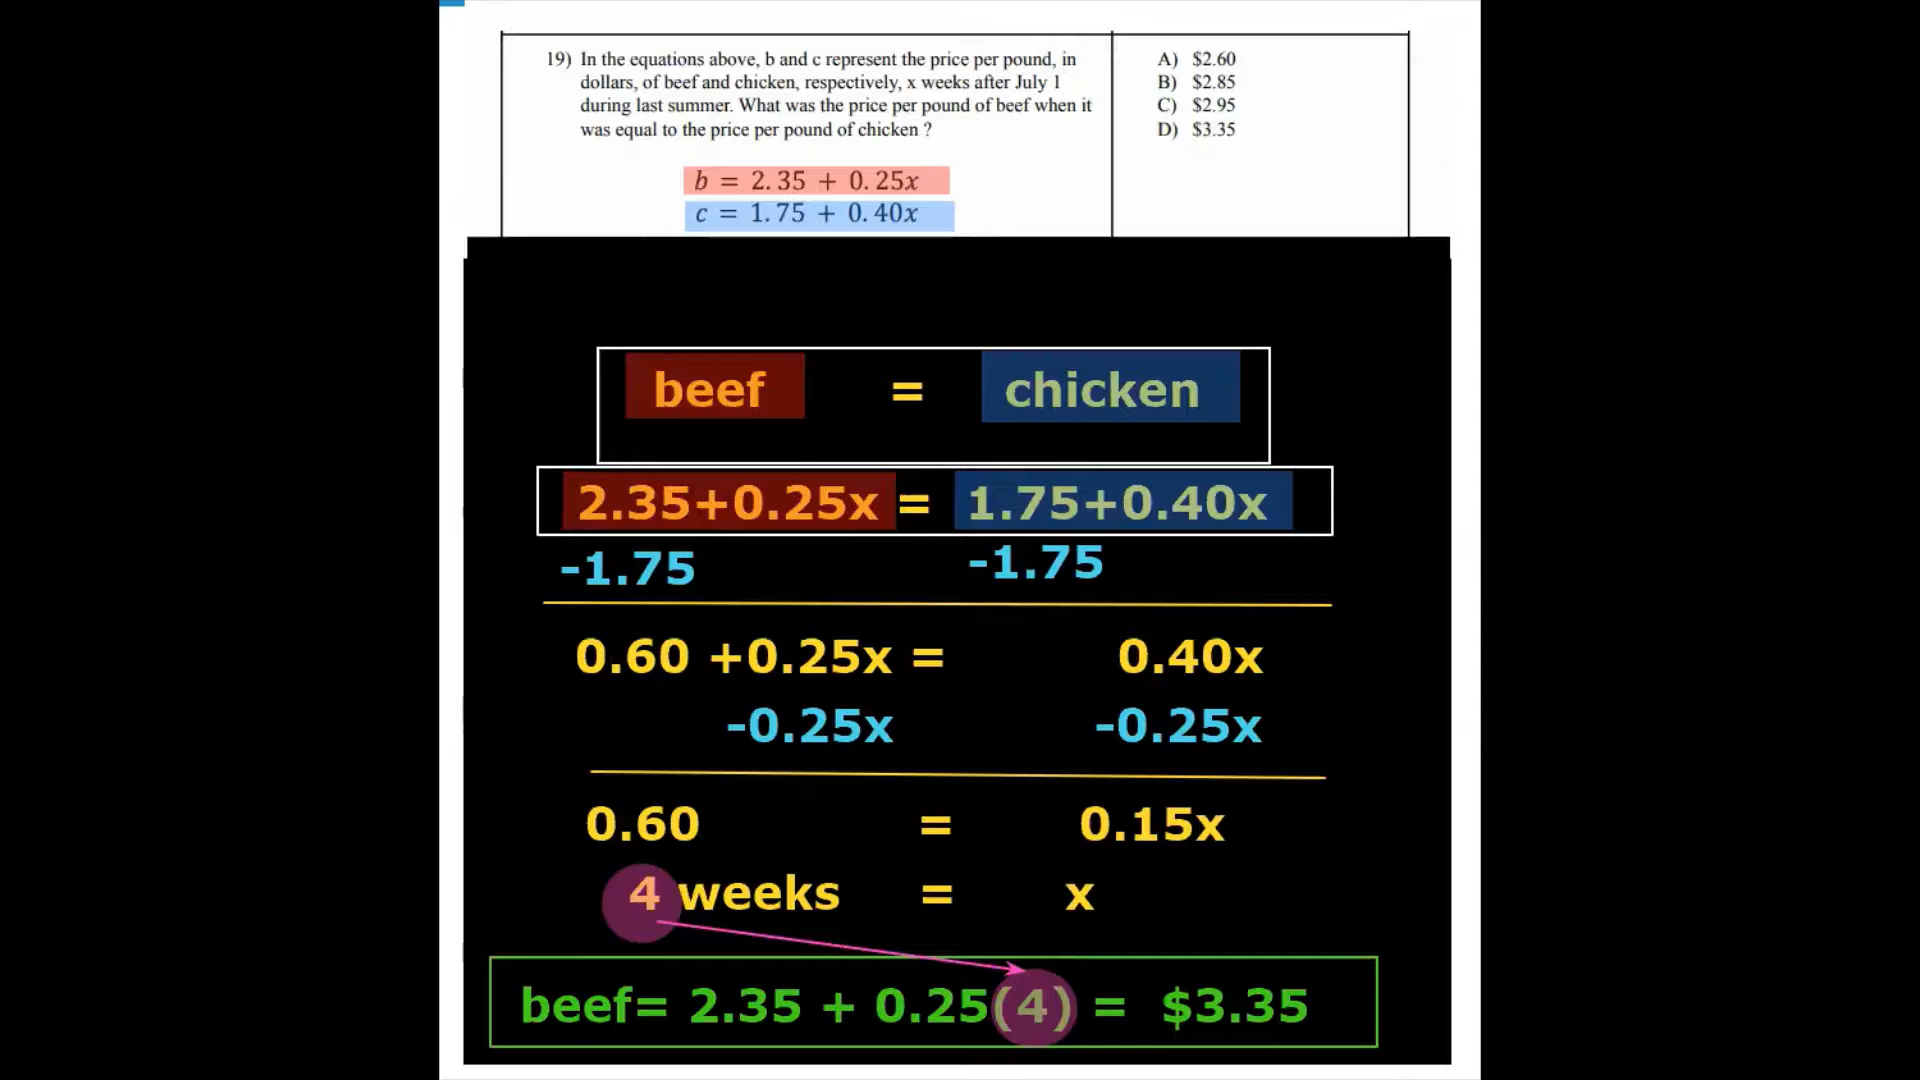 19) In the equations above, b and c represent the price per pound, in
dollars, of beef and chicken, respectively, x weeks after July 1
during last summer. What was the price per pound of beef when it
was equal to the price per pound of chicken ?
A) $2.60
B) $2.85
C) $2.95
D) $3.35
b = 2.35 + 0.25x
c = 1.75 + 0.40x
beef = chicken
2.35+0.25x = 1.75+0.40x
-1.75 -1.75
0.60 +0.25x = 0.40x
-0.25x -0.25x
0.60 = 0.15x
4 weeks = x
beef= 2.35 + 0.25(4) = $3.35